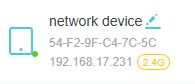 network device
54-F2-9F-C4-7C-5C
192.168.17.231 2.4G